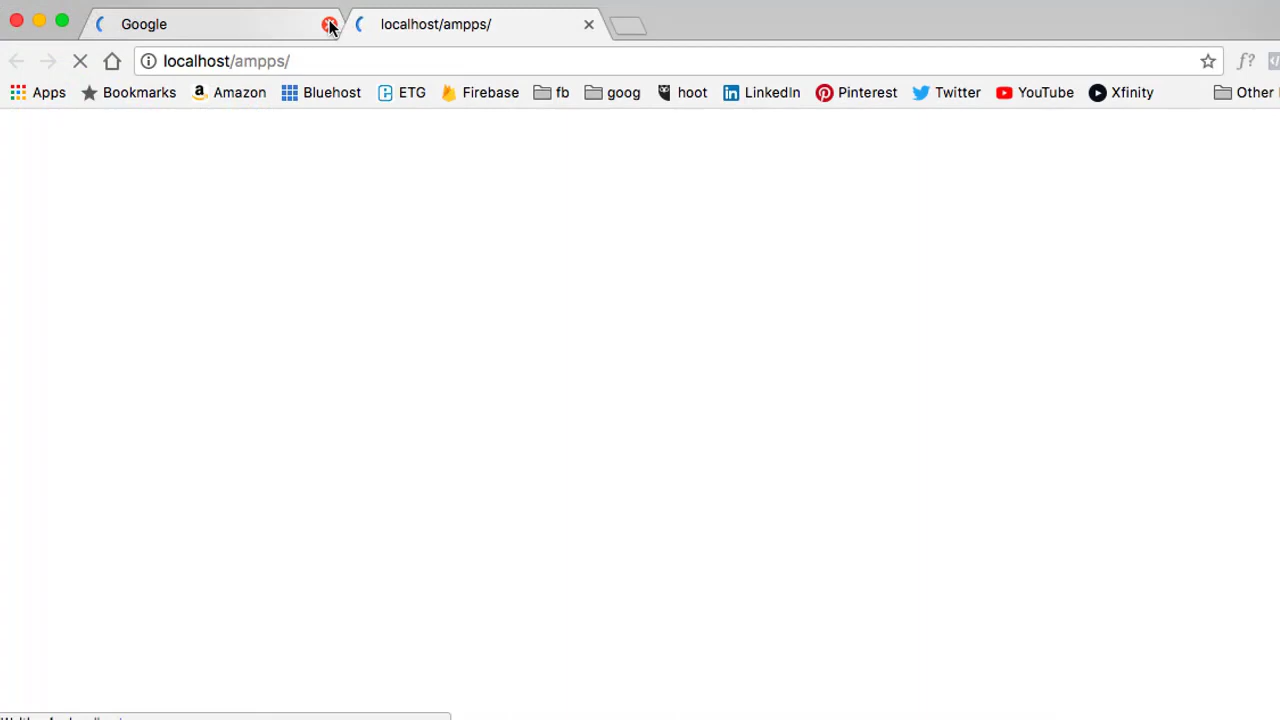 Google localhost/ampps/
localhost/ampps/ f?
Apps Bookmarks Amazon Bluehost ETG Firebase fb goog hoot LinkedIn Pinterest Twitter YouTube Xfinity Other